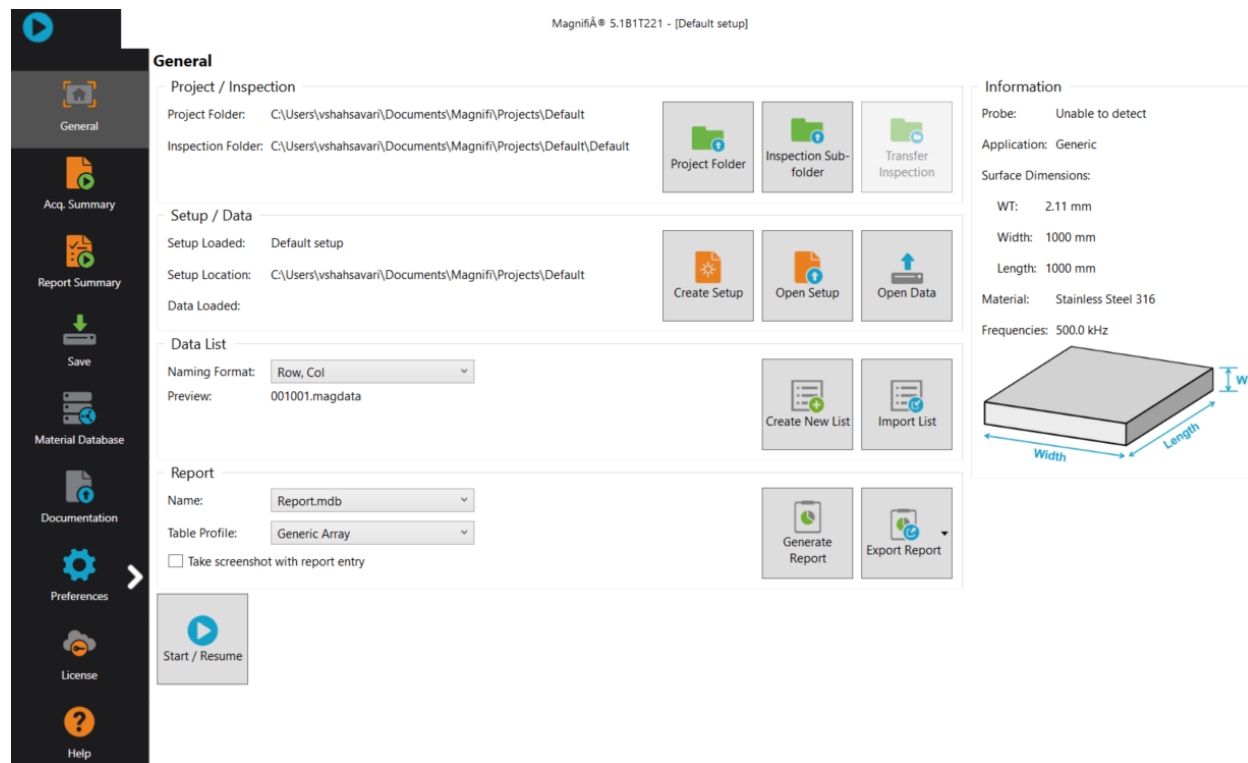 MagnifiÂ® 5.1B1T221 - [Default setup]
General
Acq. Summary
Report Summary
Save
Material Database
Documentation
Preferences
License
Help
General
Project / Inspection
Project Folder: C:\Users\vshahsavari\Documents\Magnifi\Projects\Default
Inspection Folder: C:\Users\vshahsavari\Documents\Magnifi\Projects\Default\Default
Project Folder
Inspection Sub-
folder
Transfer
Inspection
Setup / Data
Setup Loaded: Default setup
Setup Location: C:\Users\vshahsavari\Documents\Magnifi\Projects\Default
Data Loaded:
Create Setup
Open Setup
Open Data
Data List
Naming Format: Row, Col
Preview: 001001.magdata
Create New List
Import List
Report
Name: Report.mdb
Table Profile: Generic Array
Take screenshot with report entry
Generate
Report
Export Report
Start / Resume
Information
Probe: Unable to detect
Application: Generic
Surface Dimensions:
WT: 2.11 mm
Width: 1000 mm
Length: 1000 mm
Material: Stainless Steel 316
Frequencies: 500.0 kHz
W
Length
Width